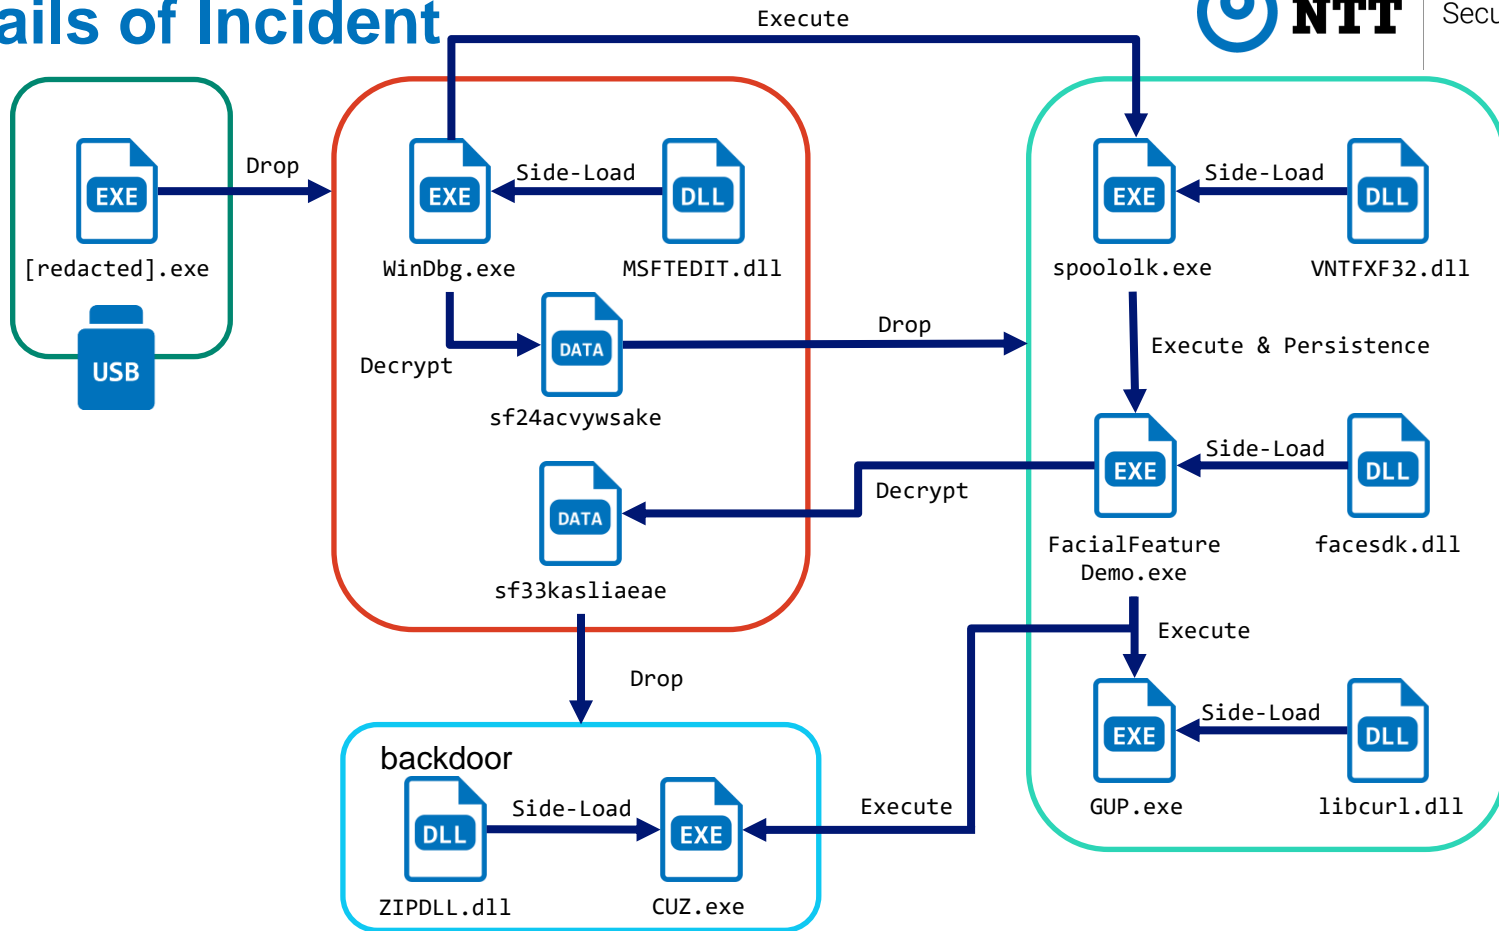 ails of Incident
Execute
NTT
Secu
EXE
Drop
[redacted].exe
USB
EXE
Side-Load
DLL
WinDbg.exe
MSFTEDIT.dll
Decrypt
DATA
sf24acvywsake
Drop
DATA
sf33kasliaeae
Decrypt
Drop
EXE
Side-Load
DLL
spoololk.exe
VNTFXF32.dll
Execute & Persistence
EXE
Side-Load
DLL
FacialFeature
Demo.exe
facesdk.dll
Execute
EXE
Side-Load
DLL
GUP.exe
libcurl.dll
backdoor
DLL
Side-Load
EXE
Execute
ZIPDLL.dll
CUZ.exe